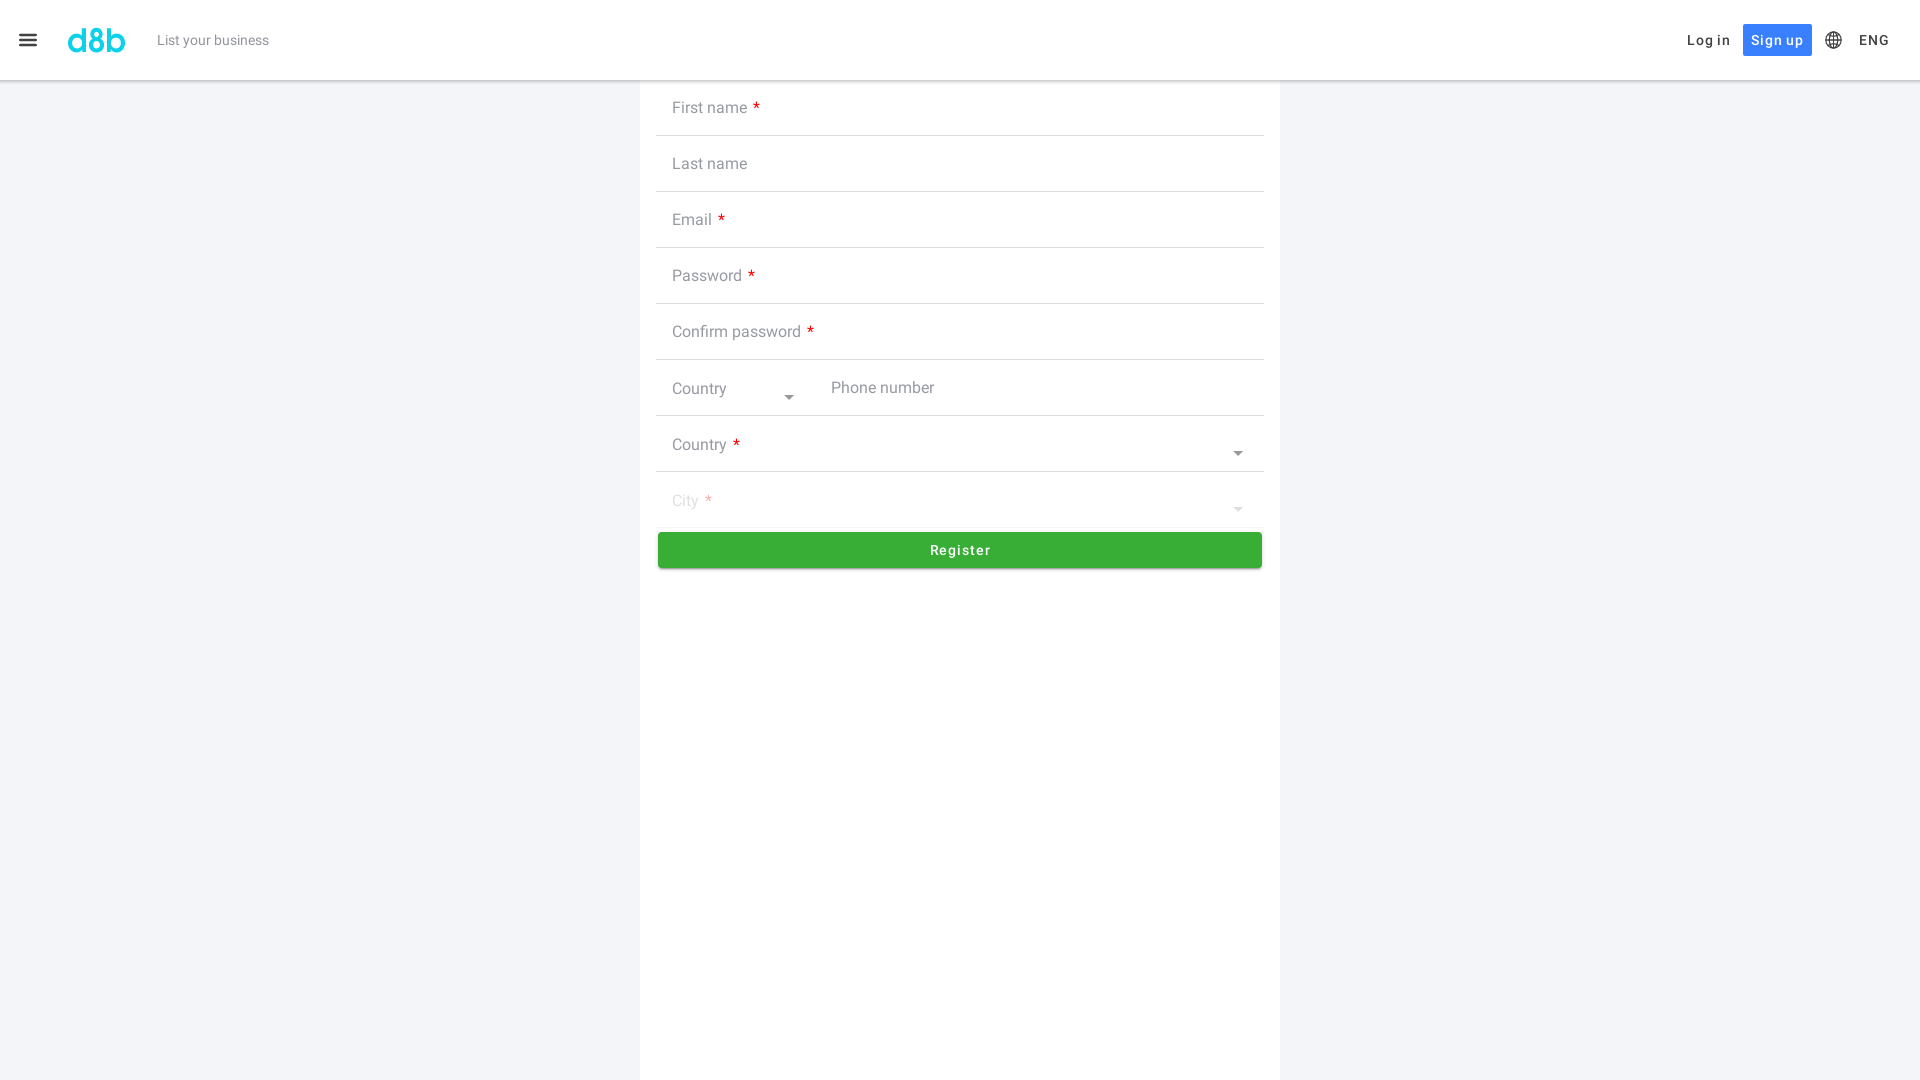 d8b
List your business
Log in
Sign up
ENG
First name *
Last name
Email *
Password *
Confirm password *
Country
Phone number
Country *
City *
Register